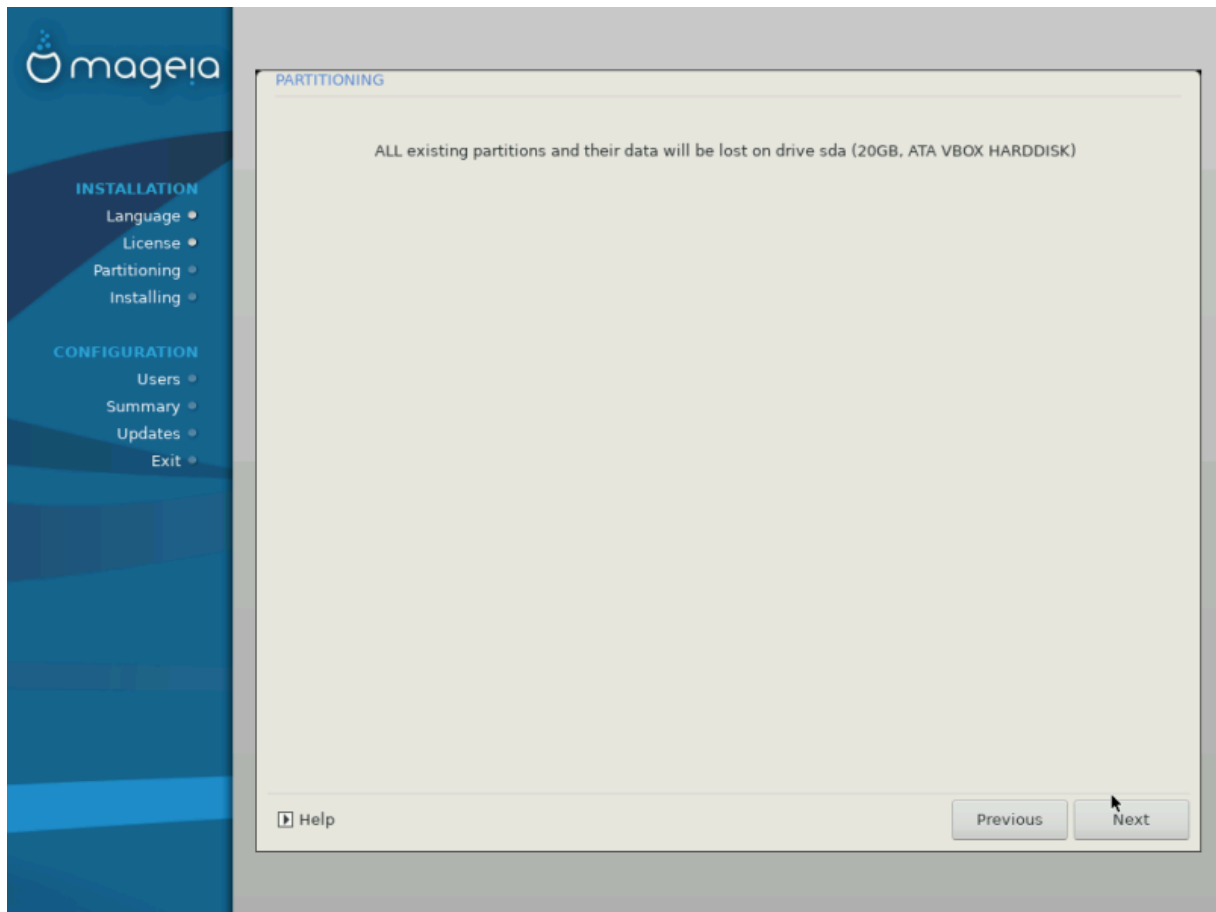 mageia
PARTITIONING
ALL existing partitions and their data will be lost on drive sda (20GB, ATA VBOX HARDDISK)
INSTALLATION
Language
License
Partitioning
Installing
CONFIGURATION
Users
Summary
Updates
Exit
Help
Previous
Next